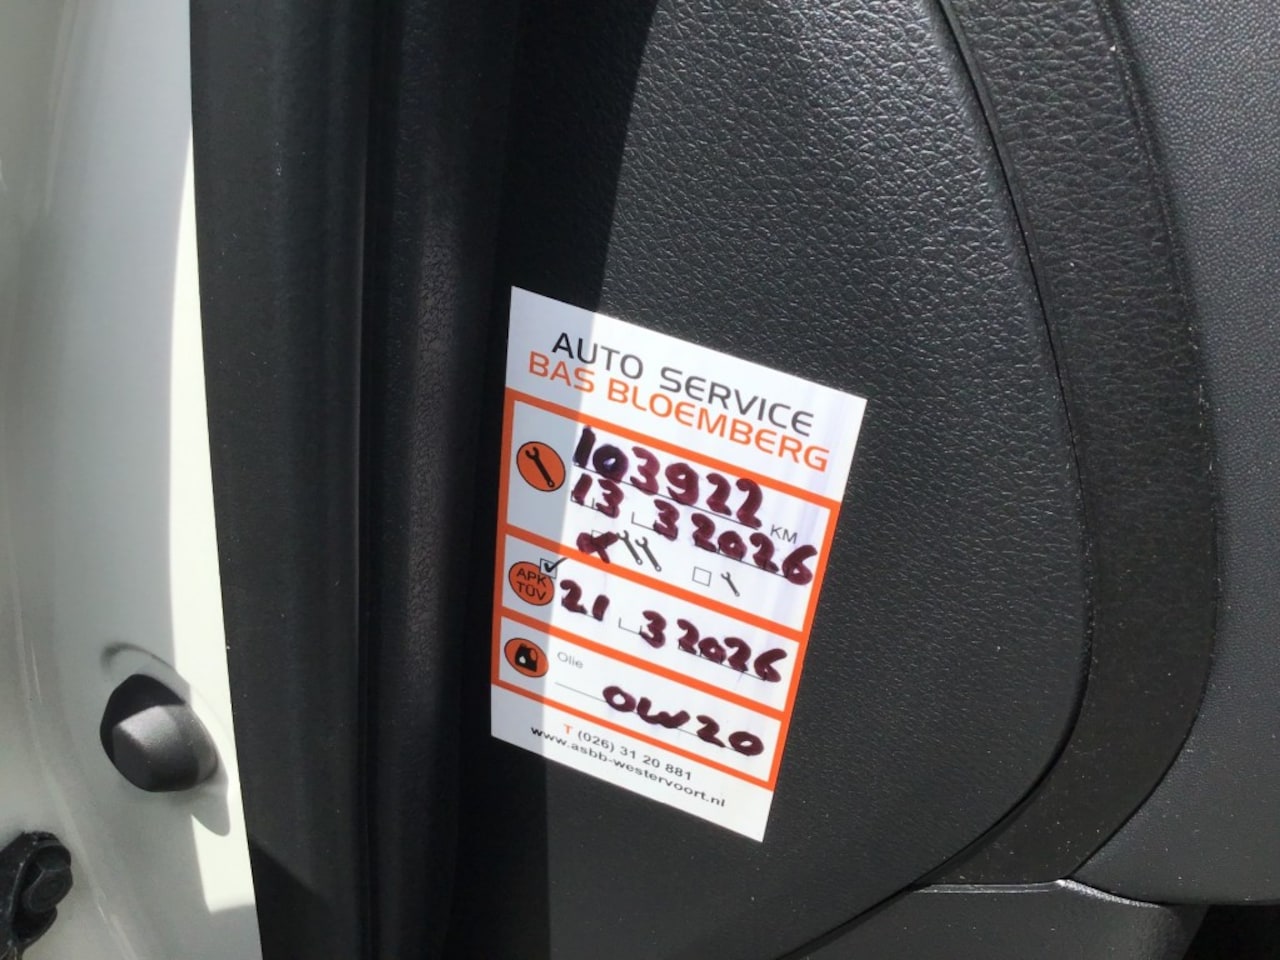 AUTO SERVICE
BAS BLOEMBERG
103922 KM
13 3 2026
APK
TÜV
21 3 2026
Olie
0W20
T (026) 31 20 881
www.asbb-westervoort.nl